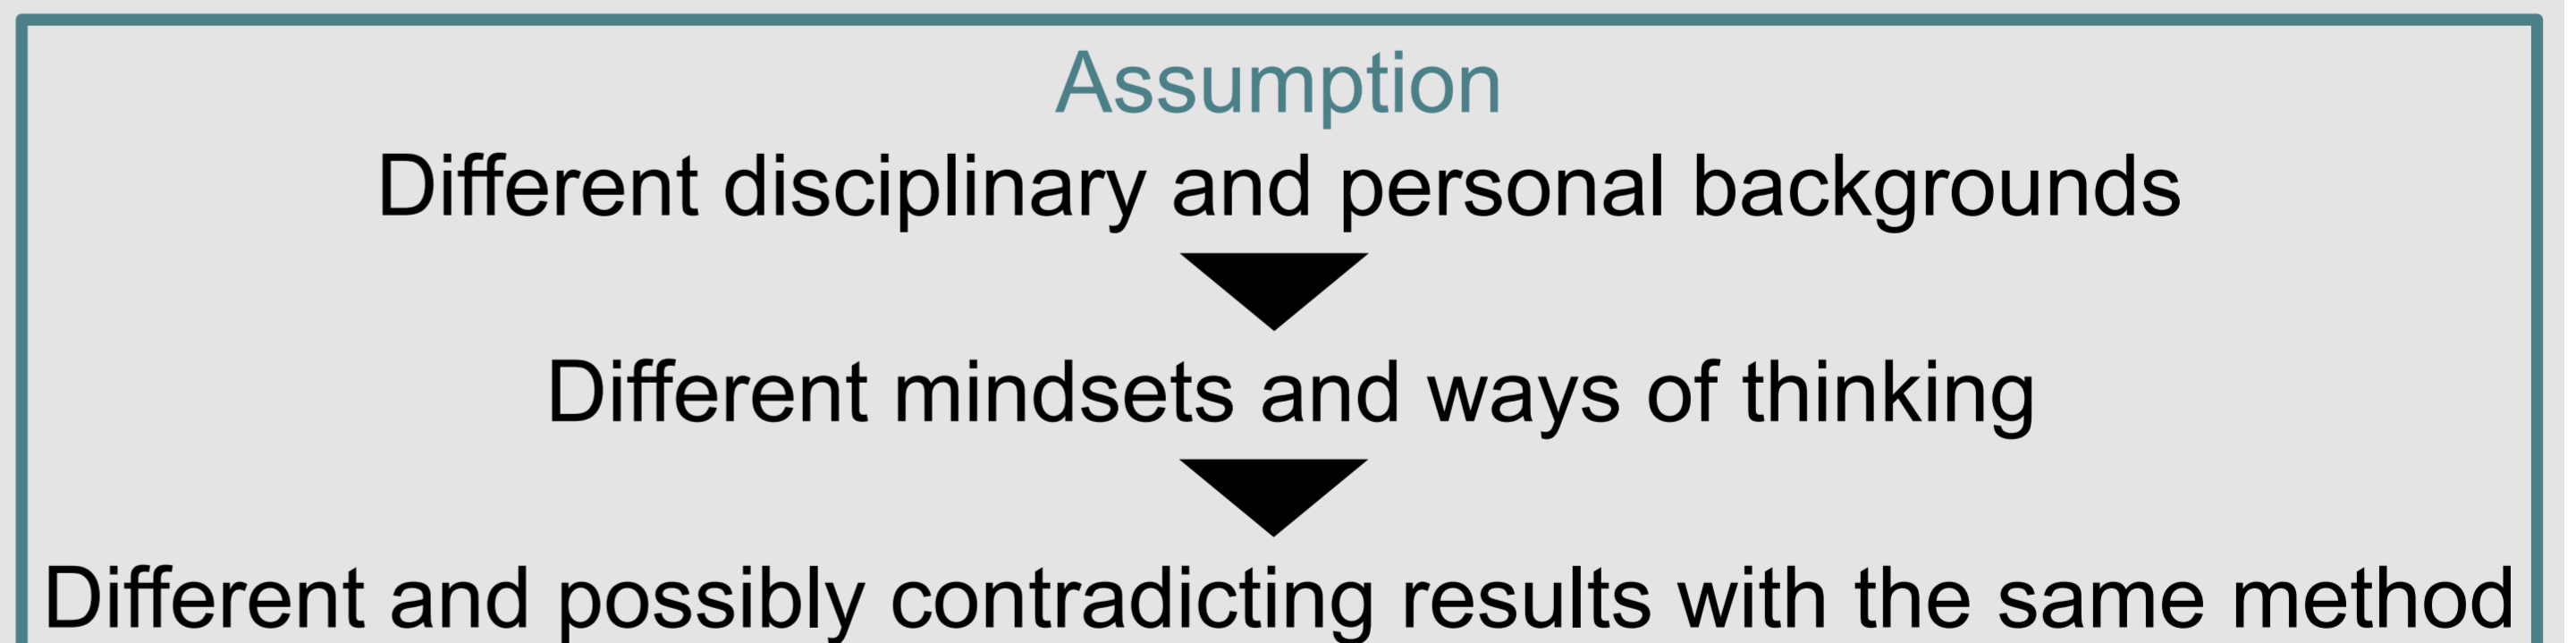 Assumption
Different disciplinary and personal backgrounds
Different mindsets and ways of thinking
Different and possibly contradicting results with the same method